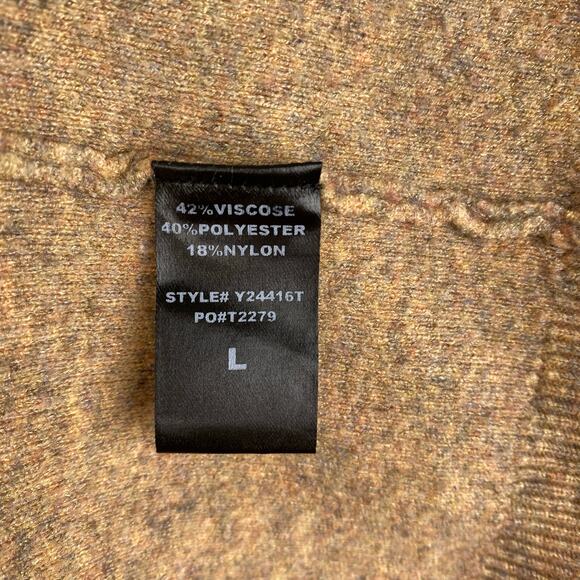 42%VISCOSE
40%POLYESTER
18%NYLON
STYLE# Y24416T
PO#T2279
L